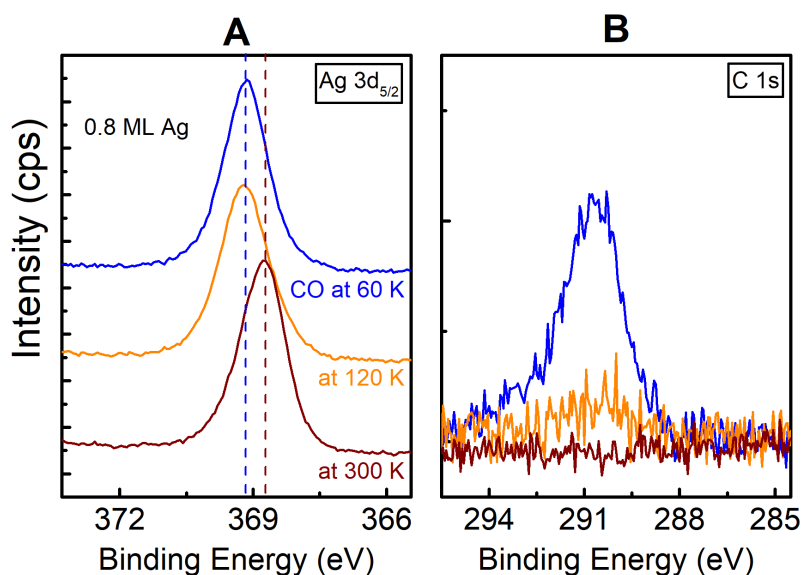 A
B
Ag 3d5/2
C 1s
0.8 ML Ag
Intensity (cps)
CO at 60 K
at 120 K
at 300 K
372 369 366
294 291 288 285
Binding Energy (eV)
Binding Energy (eV)